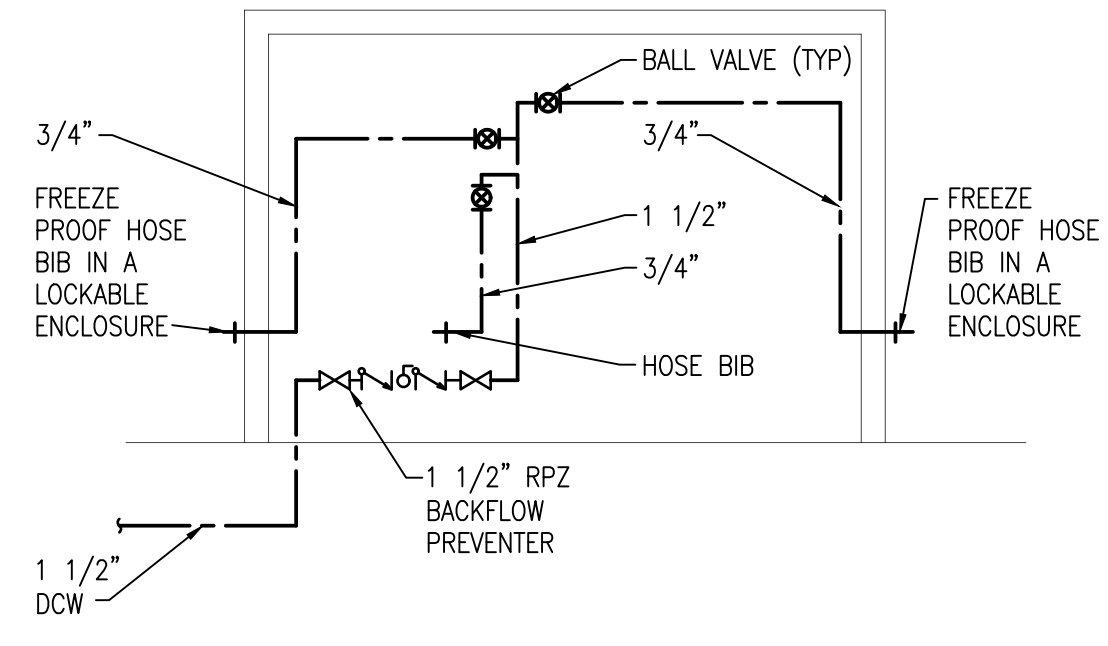 BALL VALVE (TYP)
3/4"
3/4"
FREEZE
PROOF HOSE
BIB IN A
LOCKABLE
ENCLOSURE
1 1/2"
3/4"
FREEZE
PROOF HOSE
BIB IN A
LOCKABLE
ENCLOSURE
HOSE BIB
1 1/2" RPZ
BACKFLOW
PREVENTER
1 1/2"
DCW